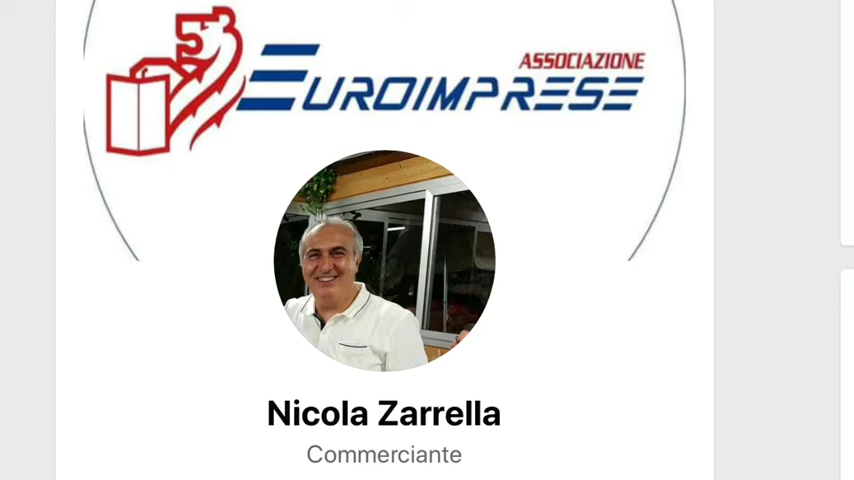 ASSOCIAZIONE
EUROIMPRESE
Nicola Zarrella
Commerciante